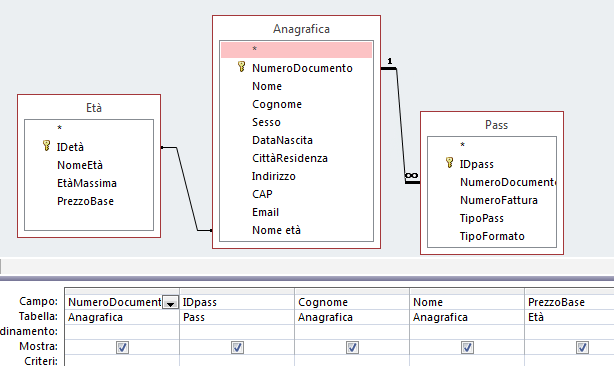 Età
*
IDetà
NomeEtà
EtàMassima
PrezzoBase
Anagrafica
*
NumeroDocumento
Nome
Cognome
Sesso
DataNascita
CittàResidenza
Indirizzo
CAP
Email
Nome età
1
∞
Pass
*
IDpass
NumeroDocumento
NumeroFattura
TipoPass
TipoFormato
Campo: NumeroDocument IDpass Cognome Nome PrezzoBase
Tabella: Anagrafica Pass Anagrafica Anagrafica Età
dinamento:
Mostra:
Criteri: